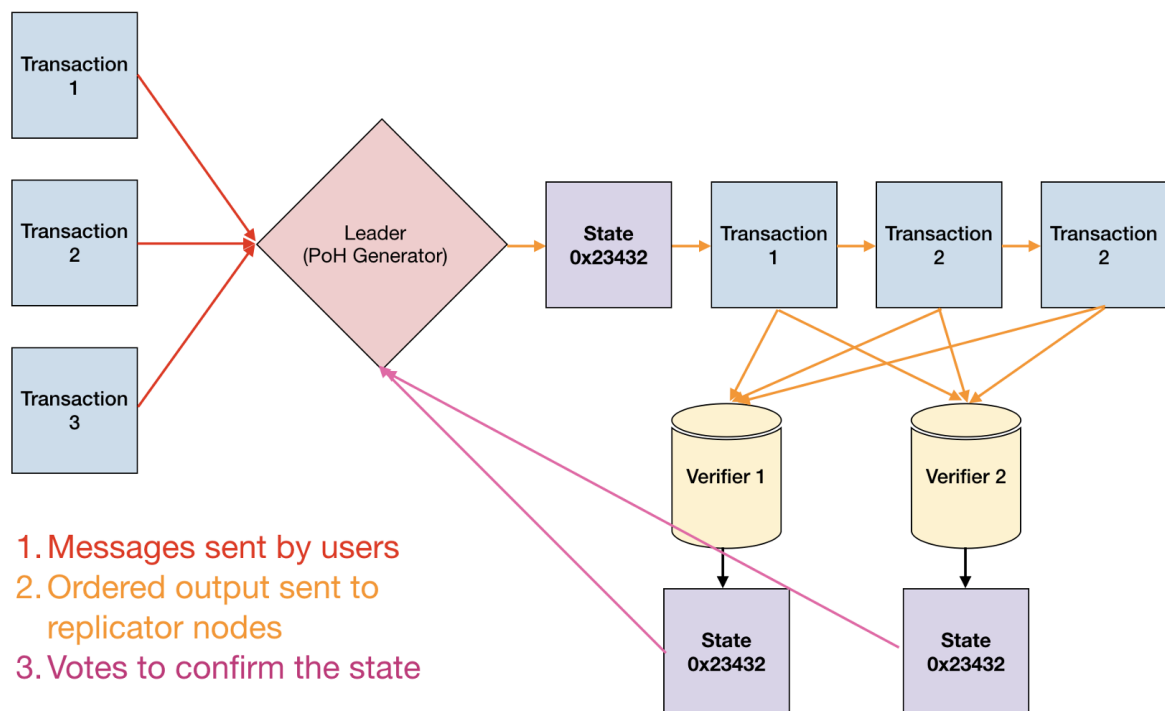 Transaction
1
Transaction
2
Transaction
3
Leader
(PoH Generator)
State
0x23432
Transaction
1
Transaction
2
Transaction
2
Verifier 1
Verifier 2
State
0x23432
State
0x23432
1. Messages sent by users
2. Ordered output sent to
replicator nodes
3. Votes to confirm the state